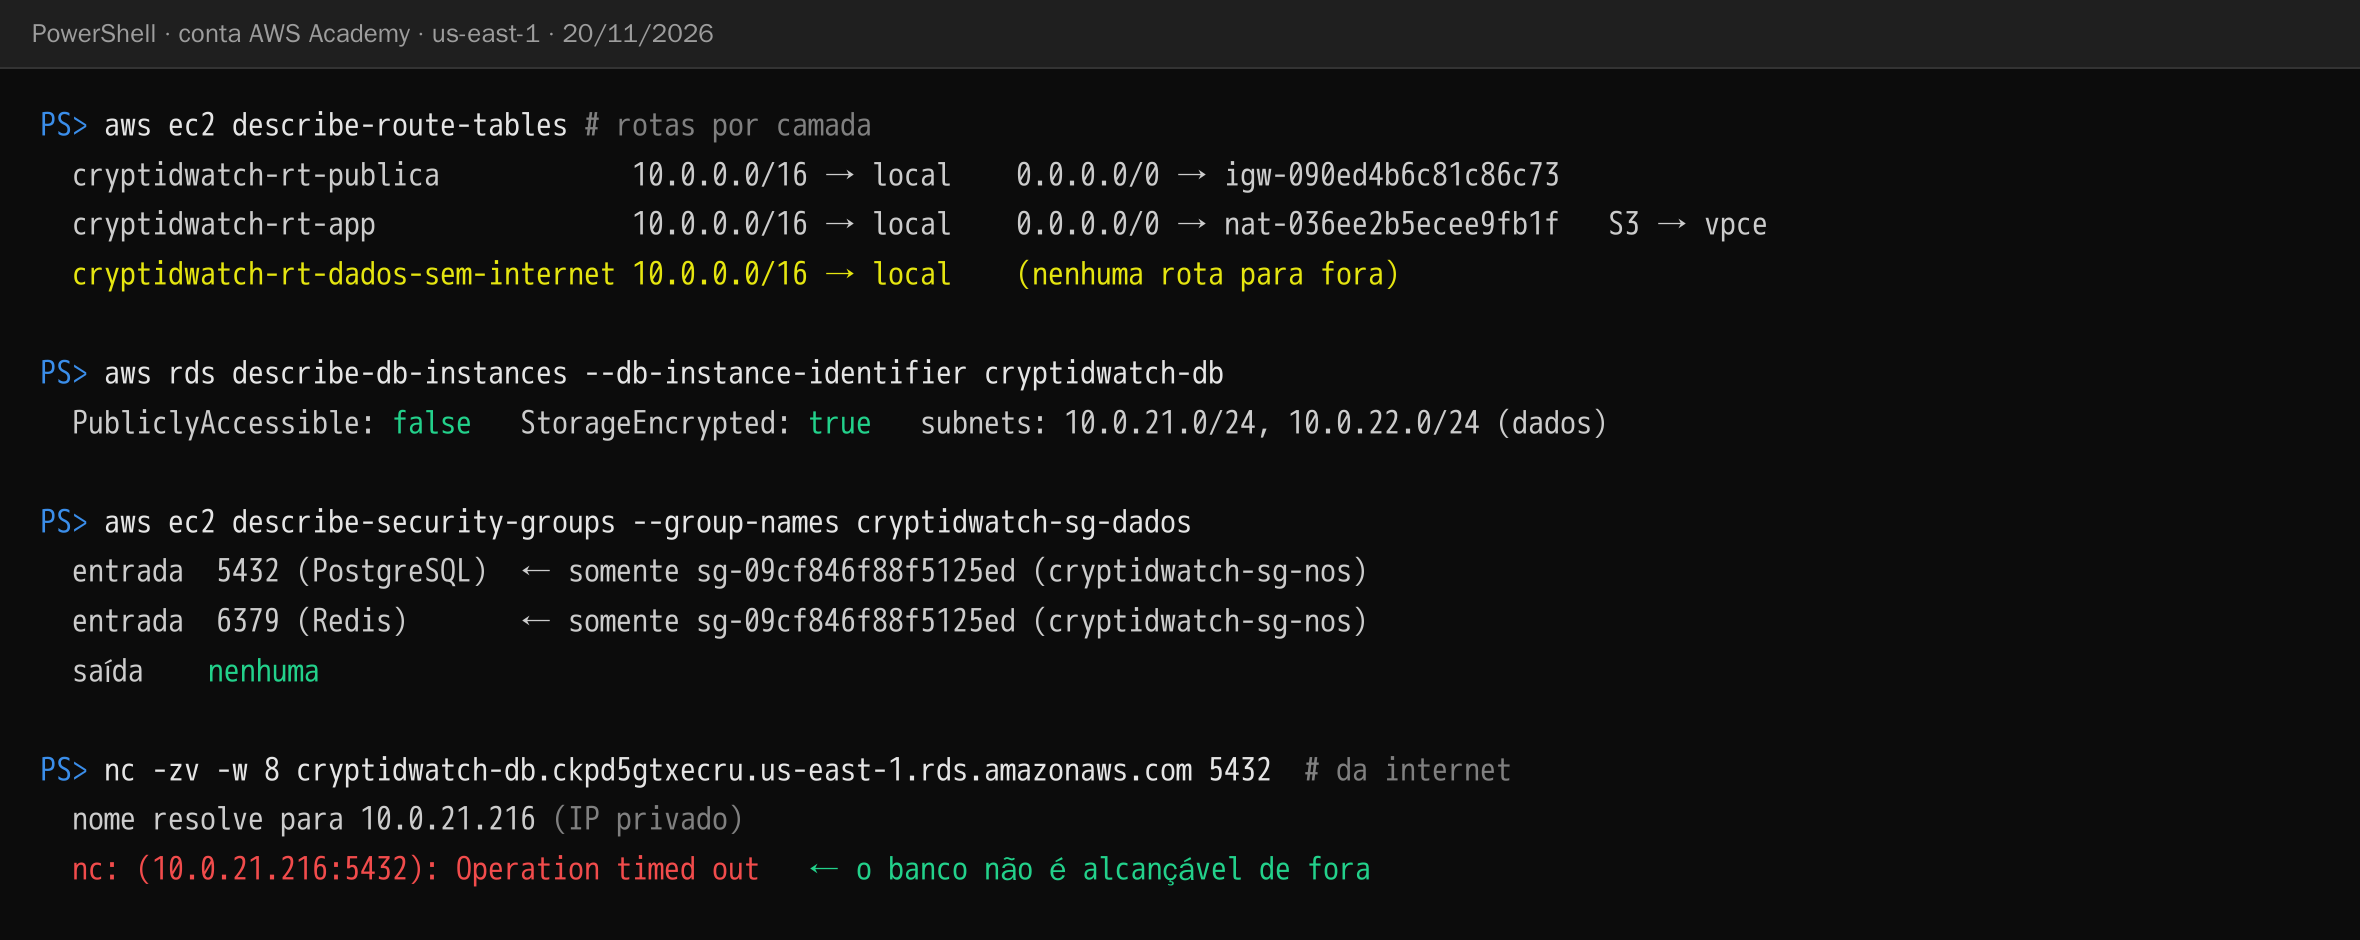 PowerShell · conta AWS Academy · us-east-1 · 20/11/2026
PS> aws ec2 describe-route-tables # rotas por camada
cryptidwatch-rt-publica 10.0.0.0/16 → local 0.0.0.0/0 → igw-090ed4b6c81c86c73
cryptidwatch-rt-app 10.0.0.0/16 → local 0.0.0.0/0 → nat-036ee2b5ecee9fb1f S3 → vpce
cryptidwatch-rt-dados-sem-internet 10.0.0.0/16 → local (nenhuma rota para fora)
PS> aws rds describe-db-instances --db-instance-identifier cryptidwatch-db
PubliclyAccessible: false StorageEncrypted: true subnets: 10.0.21.0/24, 10.0.22.0/24 (dados)
PS> aws ec2 describe-security-groups --group-names cryptidwatch-sg-dados
entrada 5432 (PostgreSQL) ← somente sg-09cf846f88f5125ed (cryptidwatch-sg-nos)
entrada 6379 (Redis) ← somente sg-09cf846f88f5125ed (cryptidwatch-sg-nos)
saída nenhuma
PS> nc -zv -w 8 cryptidwatch-db.ckpd5gtxecru.us-east-1.rds.amazonaws.com 5432 # da internet
nome resolve para 10.0.21.216 (IP privado)
nc: (10.0.21.216:5432): Operation timed out ← o banco não é alcançável de fora